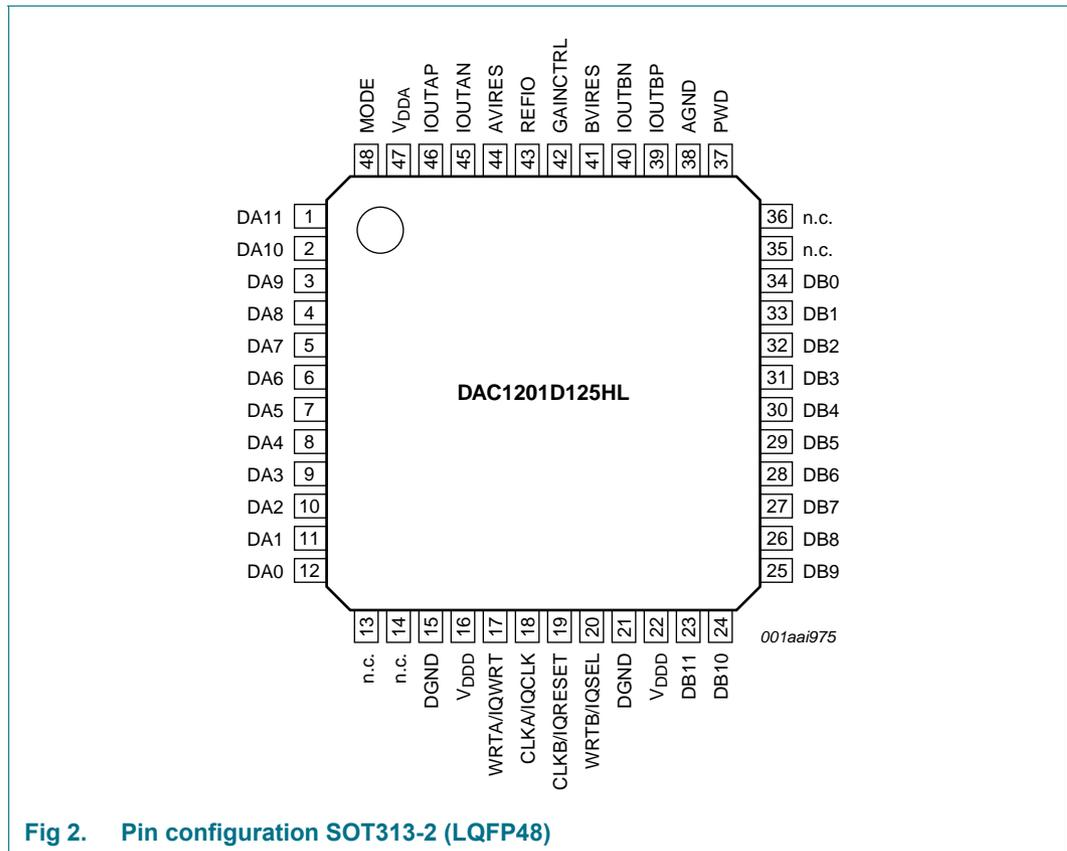 MODE
VDDA
IOUTAP
IOUTAN
AVIRES
REFIO
GAINCTRL
BVIRES
IOUTBN
IOUTBP
AGND
PWD
48
47
46
45
44
43
42
41
40
39
38
37
DA11 1
DA10 2
DA9 3
DA8 4
DA7 5
DA6 6
DA5 7
DA4 8
DA3 9
DA2 10
DA1 11
DA0 12
DAC1201D125HL
36 n.c.
35 n.c.
34 DB0
33 DB1
32 DB2
31 DB3
30 DB4
29 DB5
28 DB6
27 DB7
26 DB8
25 DB9
13
14
15
16
17
18
19
20
21
22
23
24
n.c.
n.c.
DGND
VDDD
WRTA/IQWRT
CLKA/IQCLK
CLKB/IQRESET
WRTB/IQSEL
DGND
VDDD
DB11
DB10
001aai975
Fig 2. Pin configuration SOT313-2 (LQFP48)